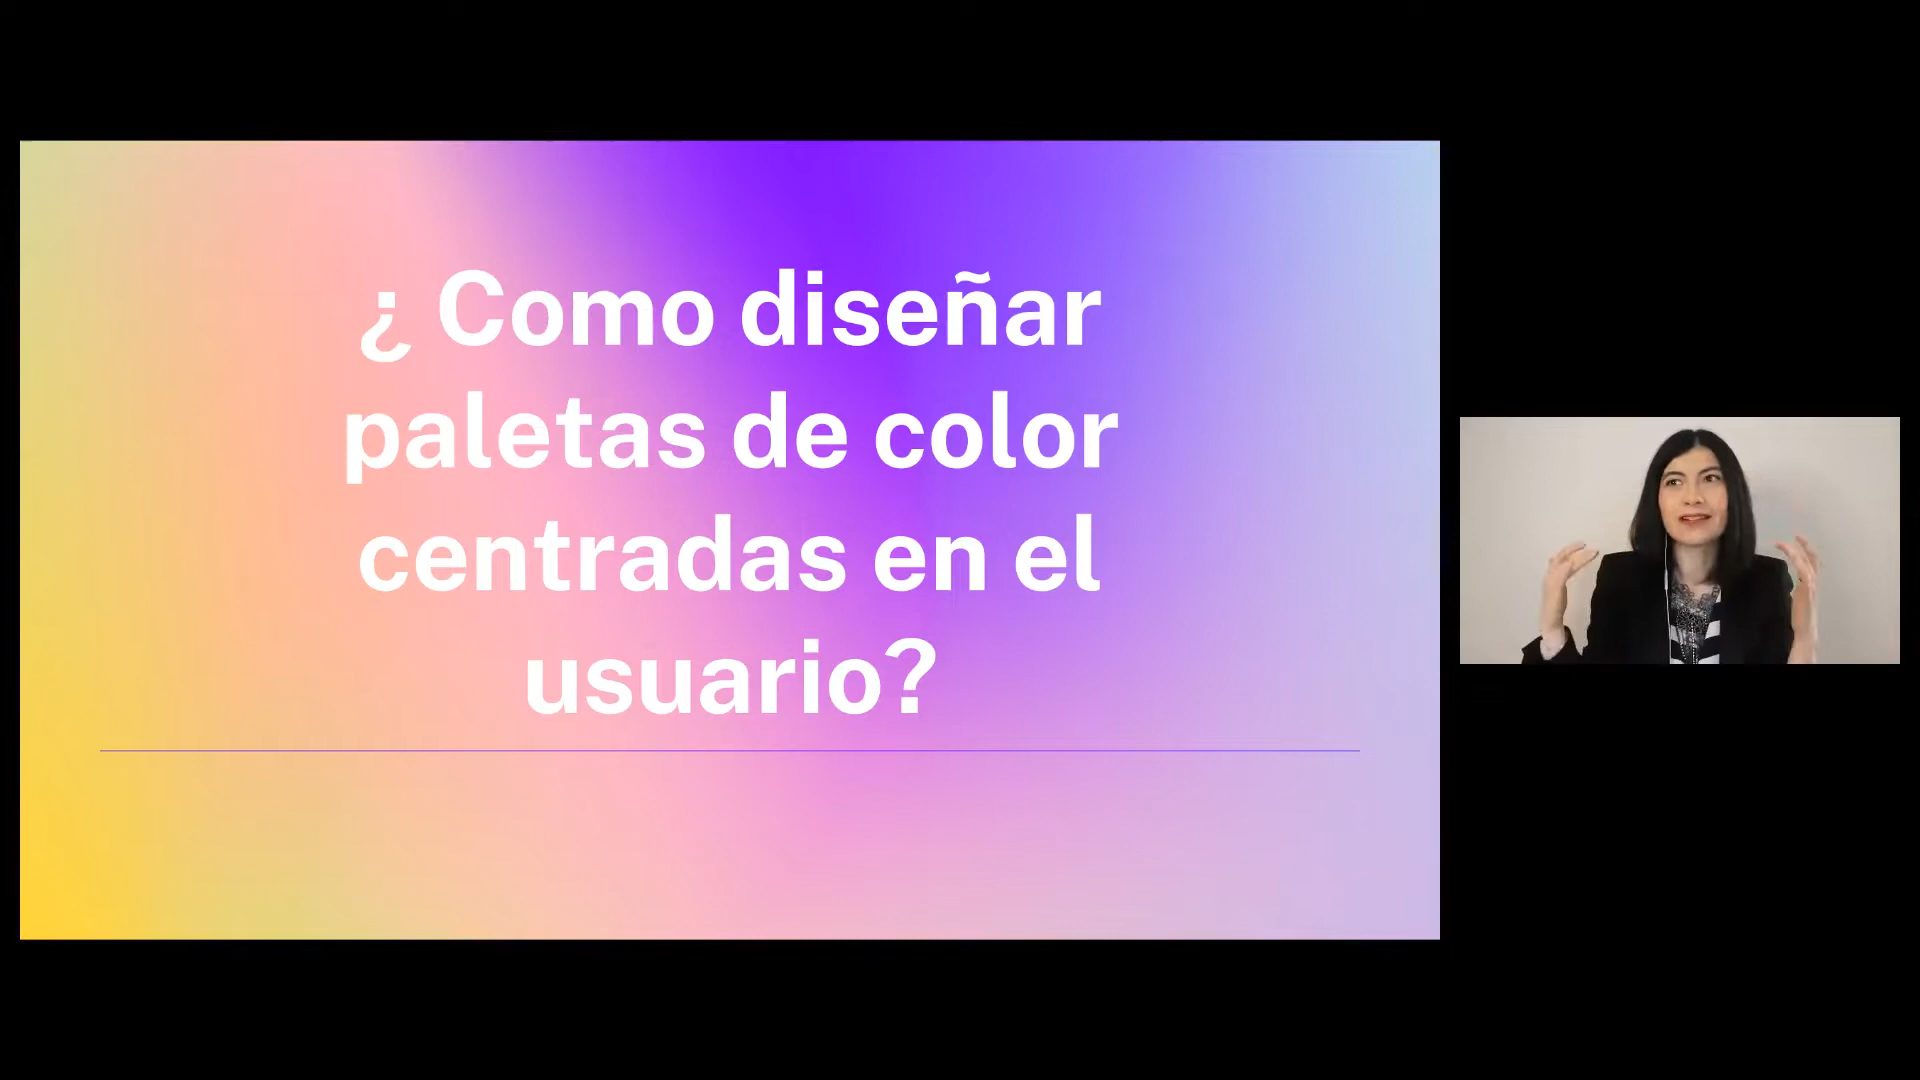 ¿ Como diseñar
paletas de color
centradas en el
usuario?